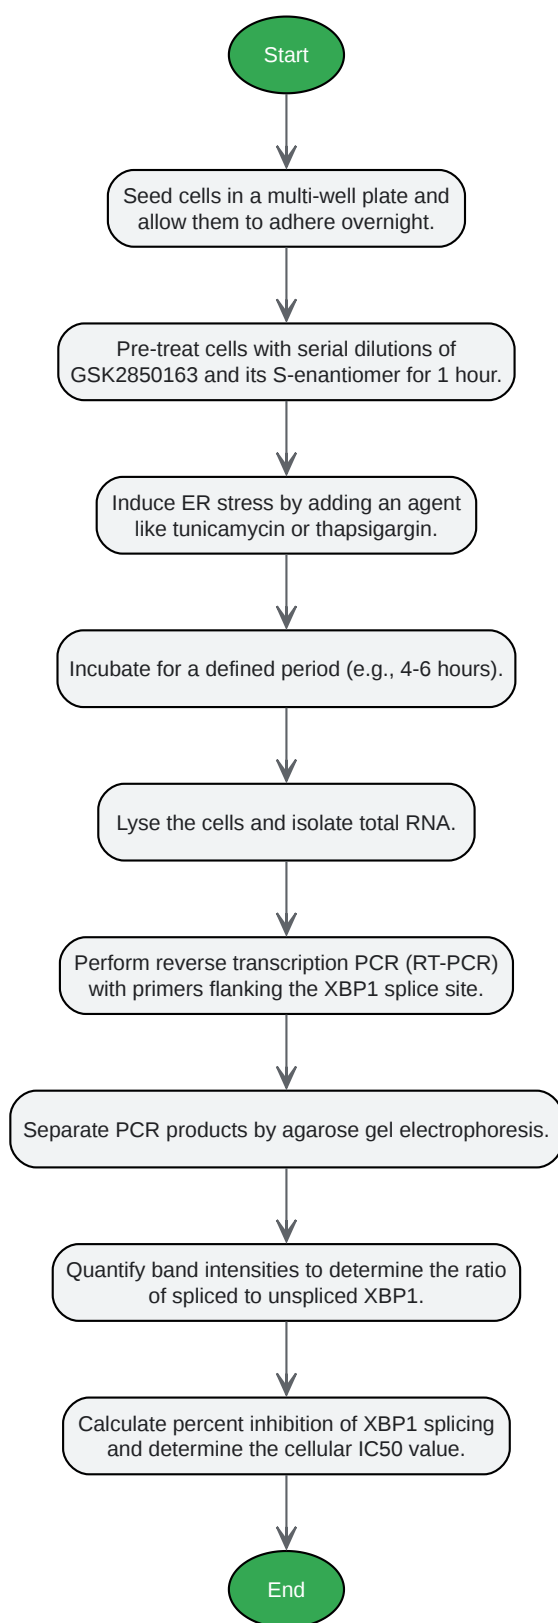 Start
Seed cells in a multi-well plate and
allow them to adhere overnight.
Pre-treat cells with serial dilutions of
GSK2850163 and its S-enantiomer for 1 hour.
Induce ER stress by adding an agent
like tunicamycin or thapsigargin.
Incubate for a defined period (e.g., 4-6 hours).
Lyse the cells and isolate total RNA.
Perform reverse transcription PCR (RT-PCR)
with primers flanking the XBP1 splice site.
Separate PCR products by agarose gel electrophoresis.
Quantify band intensities to determine the ratio
of spliced to unspliced XBP1.
Calculate percent inhibition of XBP1 splicing
and determine the cellular IC50 value.
End